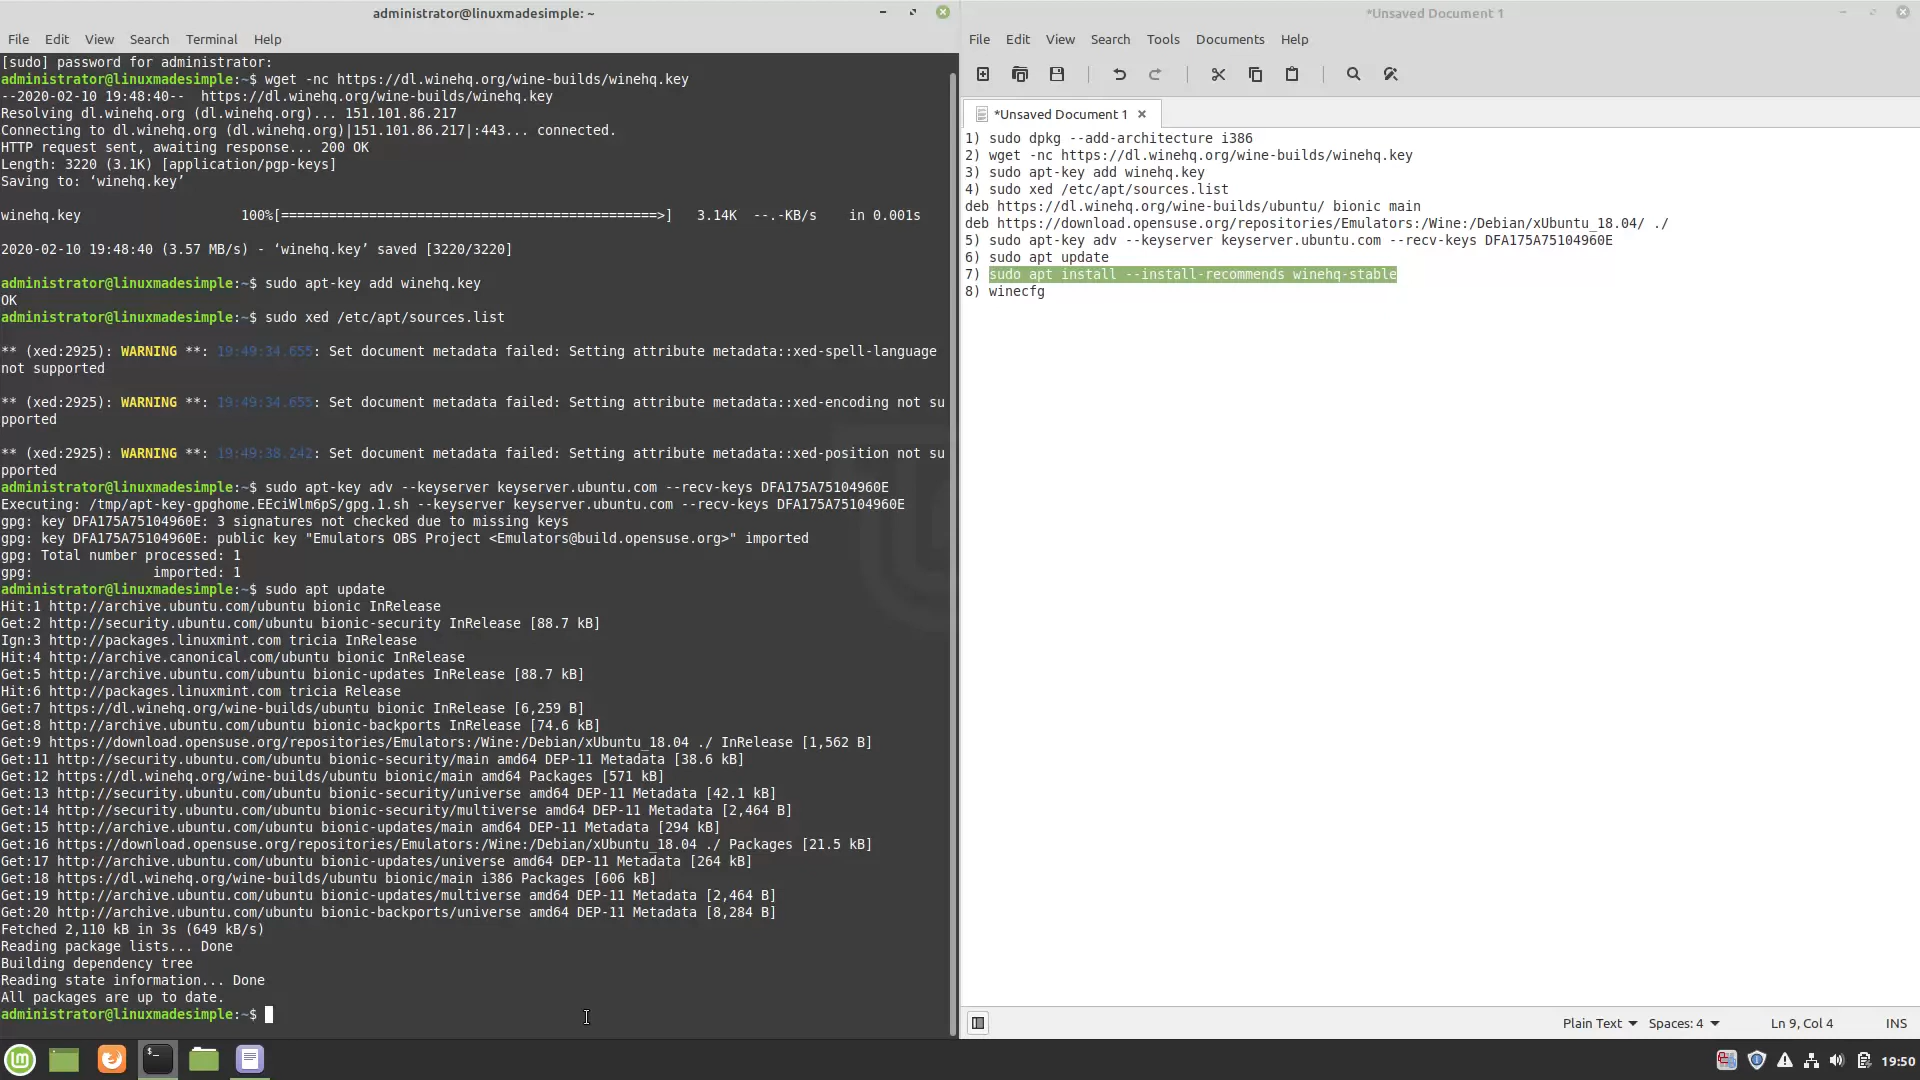 administrator@linuxmadesimple: ~
File Edit View Search Terminal Help
[sudo] password for administrator:
administrator@linuxmadesimple:~$ wget -nc https://dl.winehq.org/wine-builds/winehq.key
--2020-02-10 19:48:40--  https://dl.winehq.org/wine-builds/winehq.key
Resolving dl.winehq.org (dl.winehq.org)... 151.101.86.217
Connecting to dl.winehq.org (dl.winehq.org)|151.101.86.217|:443... connected.
HTTP request sent, awaiting response... 200 OK
Length: 3220 (3.1K) [application/pgp-keys]
Saving to: ‘winehq.key’
winehq.key                    100%[===============================================>]   3.14K  --.-KB/s    in 0.001s
2020-02-10 19:48:40 (3.57 MB/s) - ‘winehq.key’ saved [3220/3220]
administrator@linuxmadesimple:~$ sudo apt-key add winehq.key
OK
administrator@linuxmadesimple:~$ sudo xed /etc/apt/sources.list
** (xed:2925): WARNING **: 19:49:34.655: Set document metadata failed: Setting attribute metadata::xed-spell-language
not supported
** (xed:2925): WARNING **: 19:49:34.655: Set document metadata failed: Setting attribute metadata::xed-encoding not su
pported
** (xed:2925): WARNING **: 19:49:38.242: Set document metadata failed: Setting attribute metadata::xed-position not su
pported
administrator@linuxmadesimple:~$ sudo apt-key adv --keyserver keyserver.ubuntu.com --recv-keys DFA175A75104960E
Executing: /tmp/apt-key-gpghome.EEciWlm6pS/gpg.1.sh --keyserver keyserver.ubuntu.com --recv-keys DFA175A75104960E
gpg: key DFA175A75104960E: 3 signatures not checked due to missing keys
gpg: key DFA175A75104960E: public key "Emulators OBS Project <Emulators@build.opensuse.org>" imported
gpg: Total number processed: 1
gpg:               imported: 1
administrator@linuxmadesimple:~$ sudo apt update
Hit:1 http://archive.ubuntu.com/ubuntu bionic InRelease
Get:2 http://security.ubuntu.com/ubuntu bionic-security InRelease [88.7 kB]
Ign:3 http://packages.linuxmint.com tricia InRelease
Hit:4 http://archive.canonical.com/ubuntu bionic InRelease
Get:5 http://archive.ubuntu.com/ubuntu bionic-updates InRelease [88.7 kB]
Hit:6 http://packages.linuxmint.com tricia Release
Get:7 https://dl.winehq.org/wine-builds/ubuntu bionic InRelease [6,259 B]
Get:8 http://archive.ubuntu.com/ubuntu bionic-backports InRelease [74.6 kB]
Get:9 https://download.opensuse.org/repositories/Emulators:/Wine:/Debian/xUbuntu_18.04 ./ InRelease [1,562 B]
Get:11 http://security.ubuntu.com/ubuntu bionic-security/main amd64 DEP-11 Metadata [38.6 kB]
Get:12 https://dl.winehq.org/wine-builds/ubuntu bionic/main amd64 Packages [571 kB]
Get:13 http://security.ubuntu.com/ubuntu bionic-security/universe amd64 DEP-11 Metadata [42.1 kB]
Get:14 http://security.ubuntu.com/ubuntu bionic-security/multiverse amd64 DEP-11 Metadata [2,464 B]
Get:15 http://archive.ubuntu.com/ubuntu bionic-updates/main amd64 DEP-11 Metadata [294 kB]
Get:16 https://download.opensuse.org/repositories/Emulators:/Wine:/Debian/xUbuntu_18.04 ./ Packages [21.5 kB]
Get:17 http://archive.ubuntu.com/ubuntu bionic-updates/universe amd64 DEP-11 Metadata [264 kB]
Get:18 https://dl.winehq.org/wine-builds/ubuntu bionic/main i386 Packages [606 kB]
Get:19 http://archive.ubuntu.com/ubuntu bionic-updates/multiverse amd64 DEP-11 Metadata [2,464 B]
Get:20 http://archive.ubuntu.com/ubuntu bionic-backports/universe amd64 DEP-11 Metadata [8,284 B]
Fetched 2,110 kB in 3s (649 kB/s)
Reading package lists... Done
Building dependency tree
Reading state information... Done
All packages are up to date.
administrator@linuxmadesimple:~$
*Unsaved Document 1
File Edit View Search Tools Documents Help
*Unsaved Document 1
1) sudo dpkg --add-architecture i386
2) wget -nc https://dl.winehq.org/wine-builds/winehq.key
3) sudo apt-key add winehq.key
4) sudo xed /etc/apt/sources.list
deb https://dl.winehq.org/wine-builds/ubuntu/ bionic main
deb https://download.opensuse.org/repositories/Emulators:/Wine:/Debian/xUbuntu_18.04/ ./
5) sudo apt-key adv --keyserver keyserver.ubuntu.com --recv-keys DFA175A75104960E
6) sudo apt update
7) sudo apt install --install-recommends winehq-stable
8) winecfg
Plain Text Spaces: 4 Ln 9, Col 4 INS
19:50